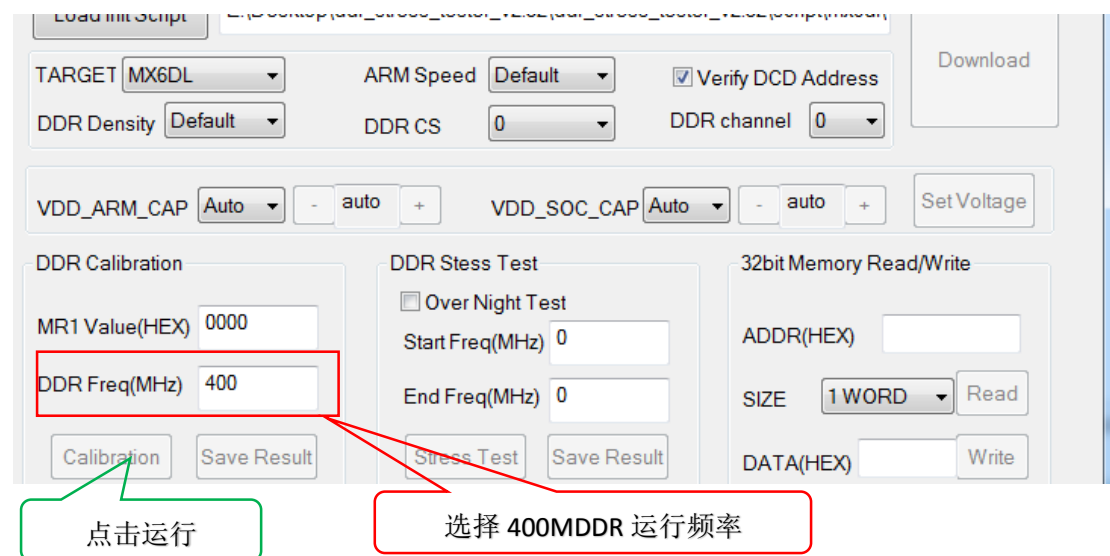 Load Init Script
TARGET MX6DL ARM Speed Default Verify DCD Address Download
DDR Density Default DDR CS 0 DDR channel 0
VDD_ARM_CAP Auto - auto + VDD_SOC_CAP Auto - auto + Set Voltage
DDR Calibration
MR1 Value(HEX) 0000
DDR Freq(MHz) 400
Calibration Save Result
DDR Stess Test
Over Night Test
Start Freq(MHz) 0
End Freq(MHz) 0
Stress Test Save Result
32bit Memory Read/Write
ADDR(HEX)
SIZE 1 WORD Read
DATA(HEX) Write
点击运行
选择 400MDDR 运行频率